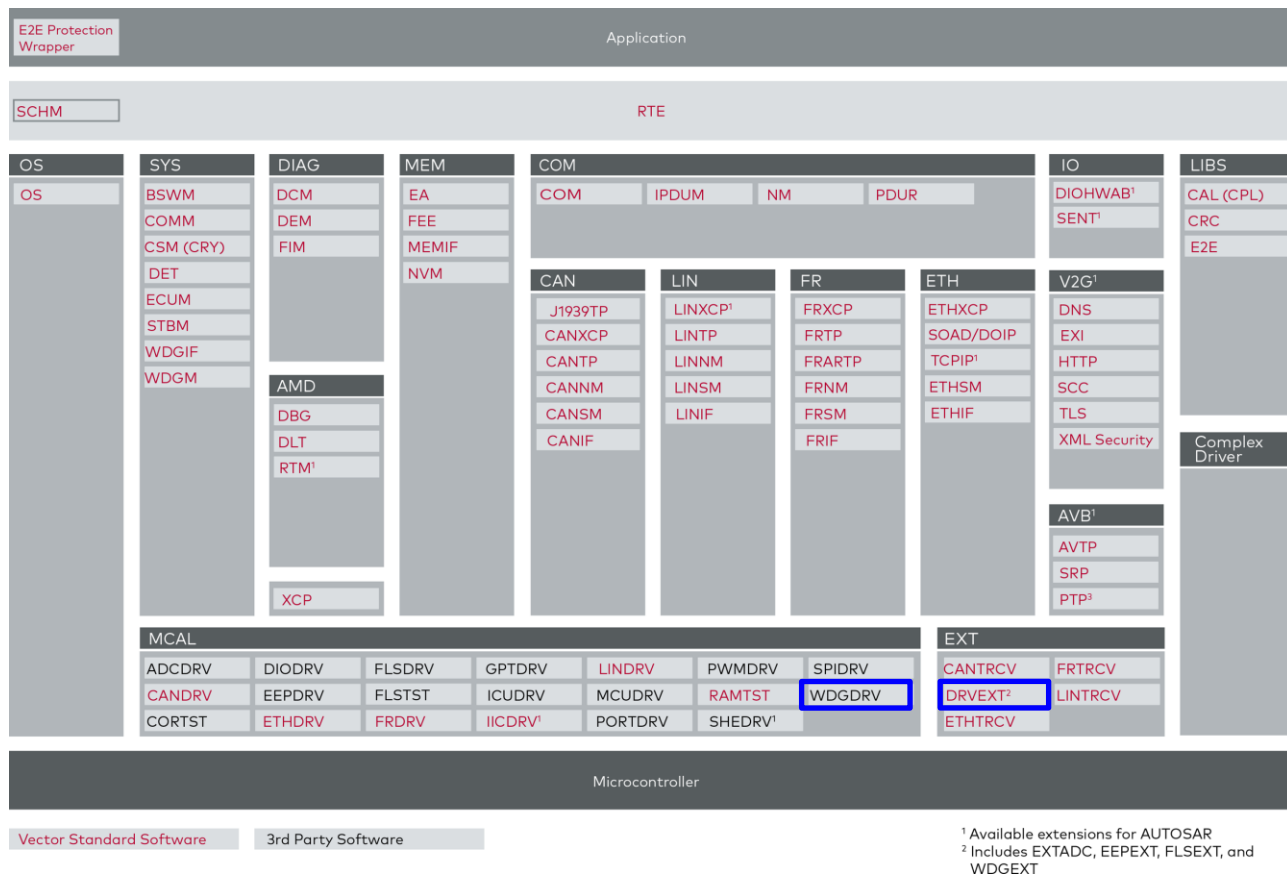 E2E Protection
Wrapper
Application
SCHM
RTE
OS
OS
SYS
BSWM
COMM
CSM (CRY)
DET
ECUM
STBM
WDGIF
WDGM
DIAG
DCM
DEM
FIM
AMD
DBG
DLT
RTM¹
XCP
MEM
EA
FEE
MEMIF
NVM
COM
COM IPDUM NM PDUR
CAN
J1939TP
CANXCP
CANTP
CANNM
CANSM
CANIF
LIN
LINXCP¹
LINTP
LINNM
LINSM
LINIF
FR
FRXCP
FRTP
FRARTP
FRNM
FRSM
FRIF
ETH
ETHXCP
SOAD/DOIP
TCPIP¹
ETHSM
ETHIF
IO
DIOHWAB¹
SENT¹
V2G¹
DNS
EXI
HTTP
SCC
TLS
XML Security
AVB¹
AVTP
SRP
PTP³
LIBS
CAL (CPL)
CRC
E2E
Complex
Driver
MCAL
ADCDRV DIODRV FLSDRV GPTDRV LINDRV PWMDRV SPIDRV
CANDRV EEPDRV FLSTST ICUDRV MCUDRV RAMTST WDGDRV
CORTST ETHDRV FRDRV IICDRV¹ PORTDRV SHEDRV¹
EXT
CANTRCV FRTRCV
DRVEXT² LINTRCV
ETHTRCV
Microcontroller
Vector Standard Software
3rd Party Software
¹ Available extensions for AUTOSAR
² Includes EXTADC, EEPEXT, FLSEXT, and
WDGEXT